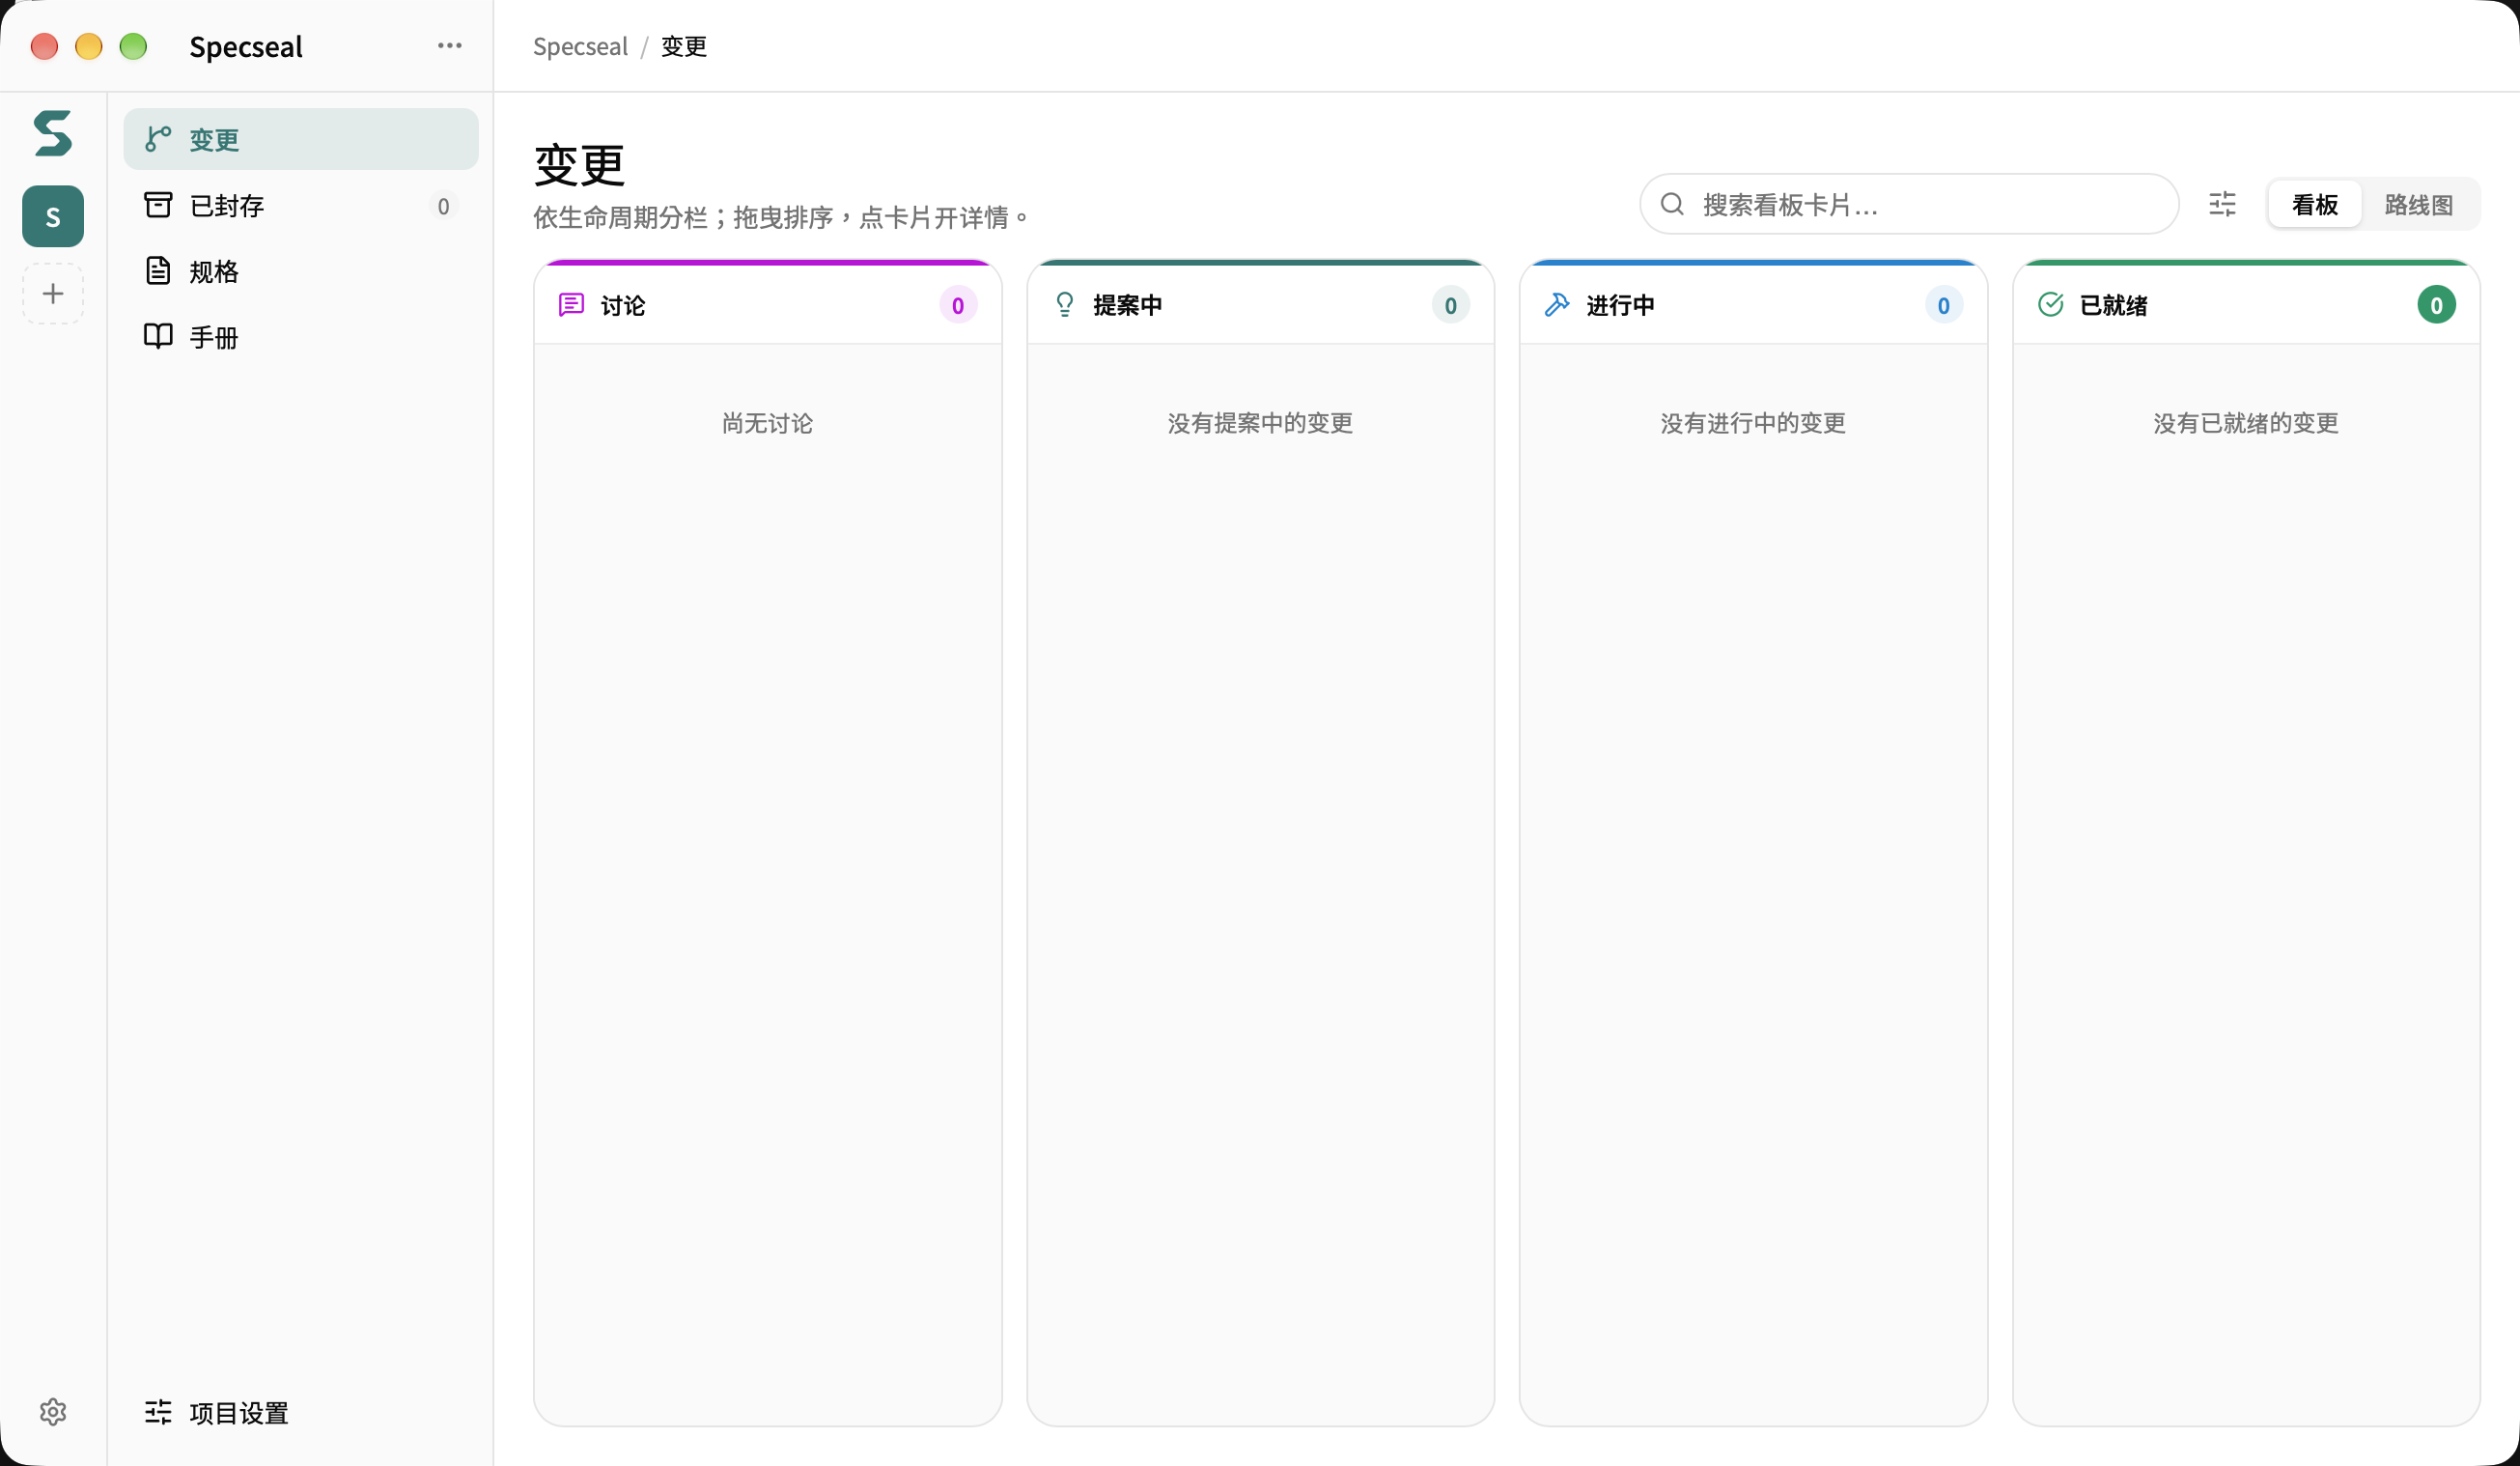 Specseal
Specseal / 变更
S
变更
已封存
0
规格
手册
项目设置
变更
依生命周期分栏；拖曳排序，点卡片开详情。
搜索看板卡片…
看板
路线图
讨论
0
尚无讨论
提案中
0
没有提案中的变更
进行中
0
没有进行中的变更
已就绪
0
没有已就绪的变更